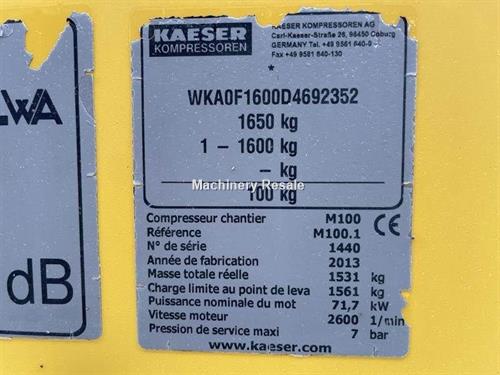 LWA
dB
KAESER
KOMPRESSOREN
KAESER KOMPRESSOREN AG
Carl-Kaeser-Straße 26, 96450 Coburg
GERMANY Tel. +49 9561 640-0
Fax +49 9561 640-130
*
WKA0F1600D4692352
1650 kg
1 - 1600 kg
- kg
100 kg
Machinery Resale
Compresseur chantier M100 CE
Référence M100.1
N° de série 1440
Année de fabrication 2013
Masse totale réelle 1531 kg
Charge limite au point de leva 1561 kg
Puissance nominale du mot 71,7 kW
Vitesse moteur 2600 1/min
Pression de service maxi 7 bar
www.kaeser.com